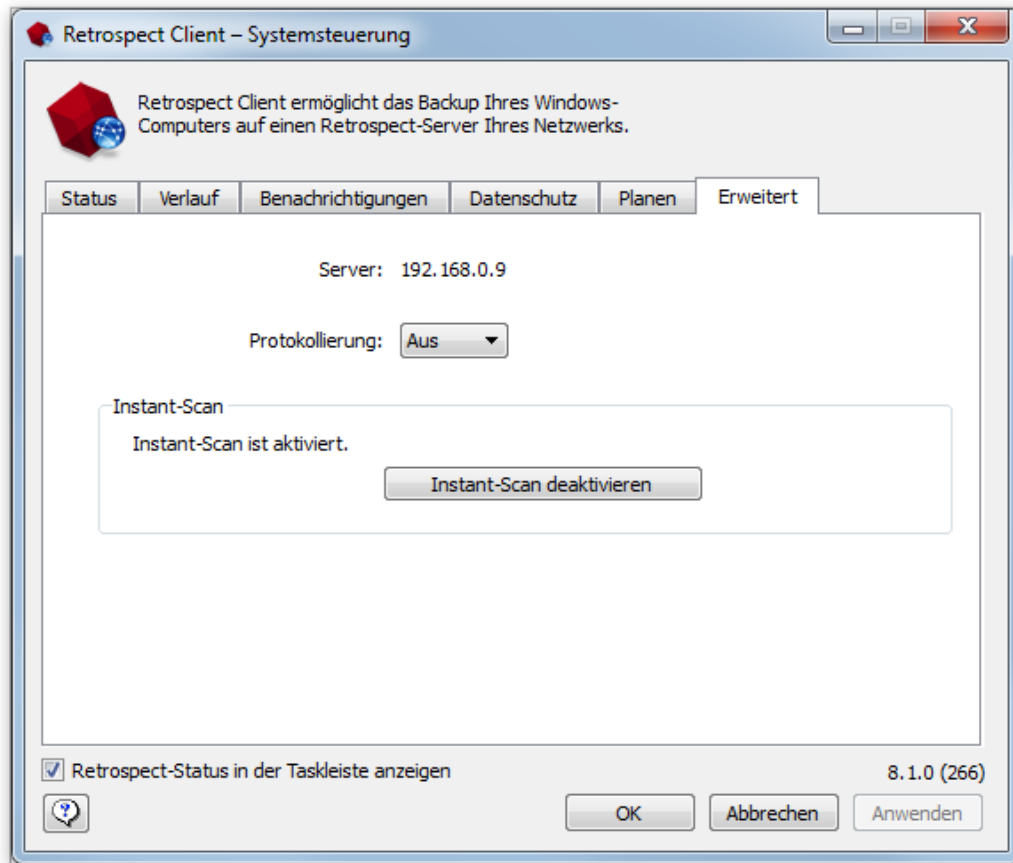 Retrospect Client – Systemsteuerung
Retrospect Client ermöglicht das Backup Ihres Windows-
Computers auf einen Retrospect-Server Ihres Netzwerks.
Status Verlauf Benachrichtigungen Datenschutz Planen Erweitert
Server: 192.168.0.9
Protokollierung: Aus
Instant-Scan
Instant-Scan ist aktiviert.
Instant-Scan deaktivieren
Retrospect-Status in der Taskleiste anzeigen 8.1.0 (266)
? OK Abbrechen Anwenden